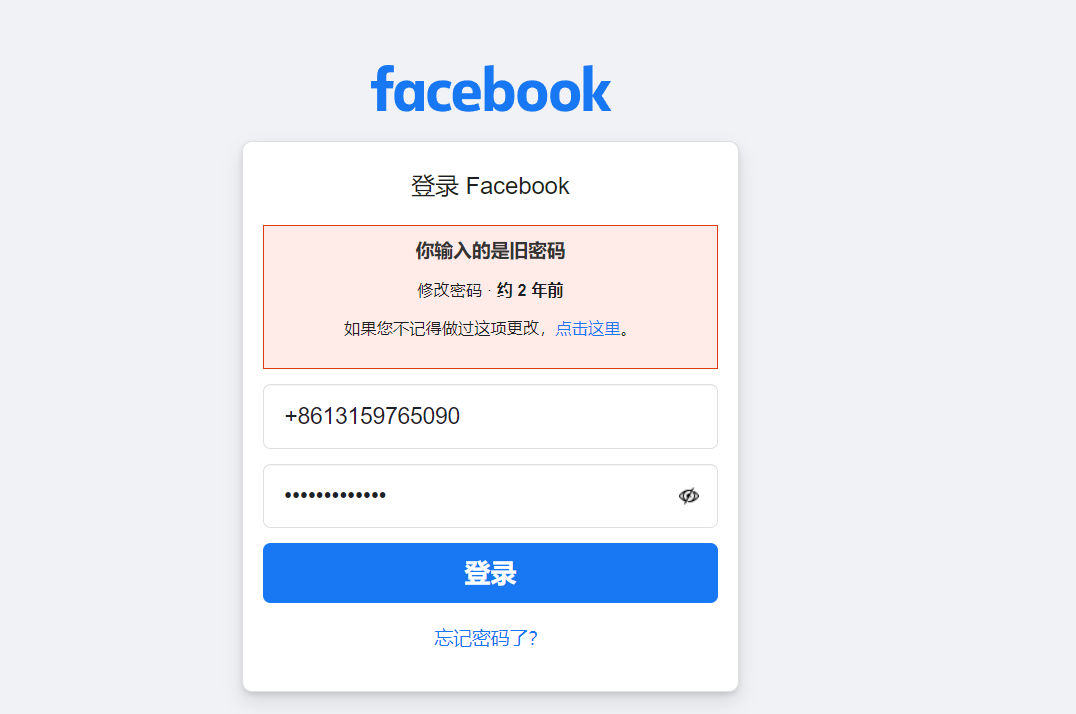 facebook
登录 Facebook
你输入的是旧密码
修改密码 · 约 2 年前
如果您不记得做过这项更改，点击这里。
+8613159765090
•••••••••••••
登录
忘记密码了?